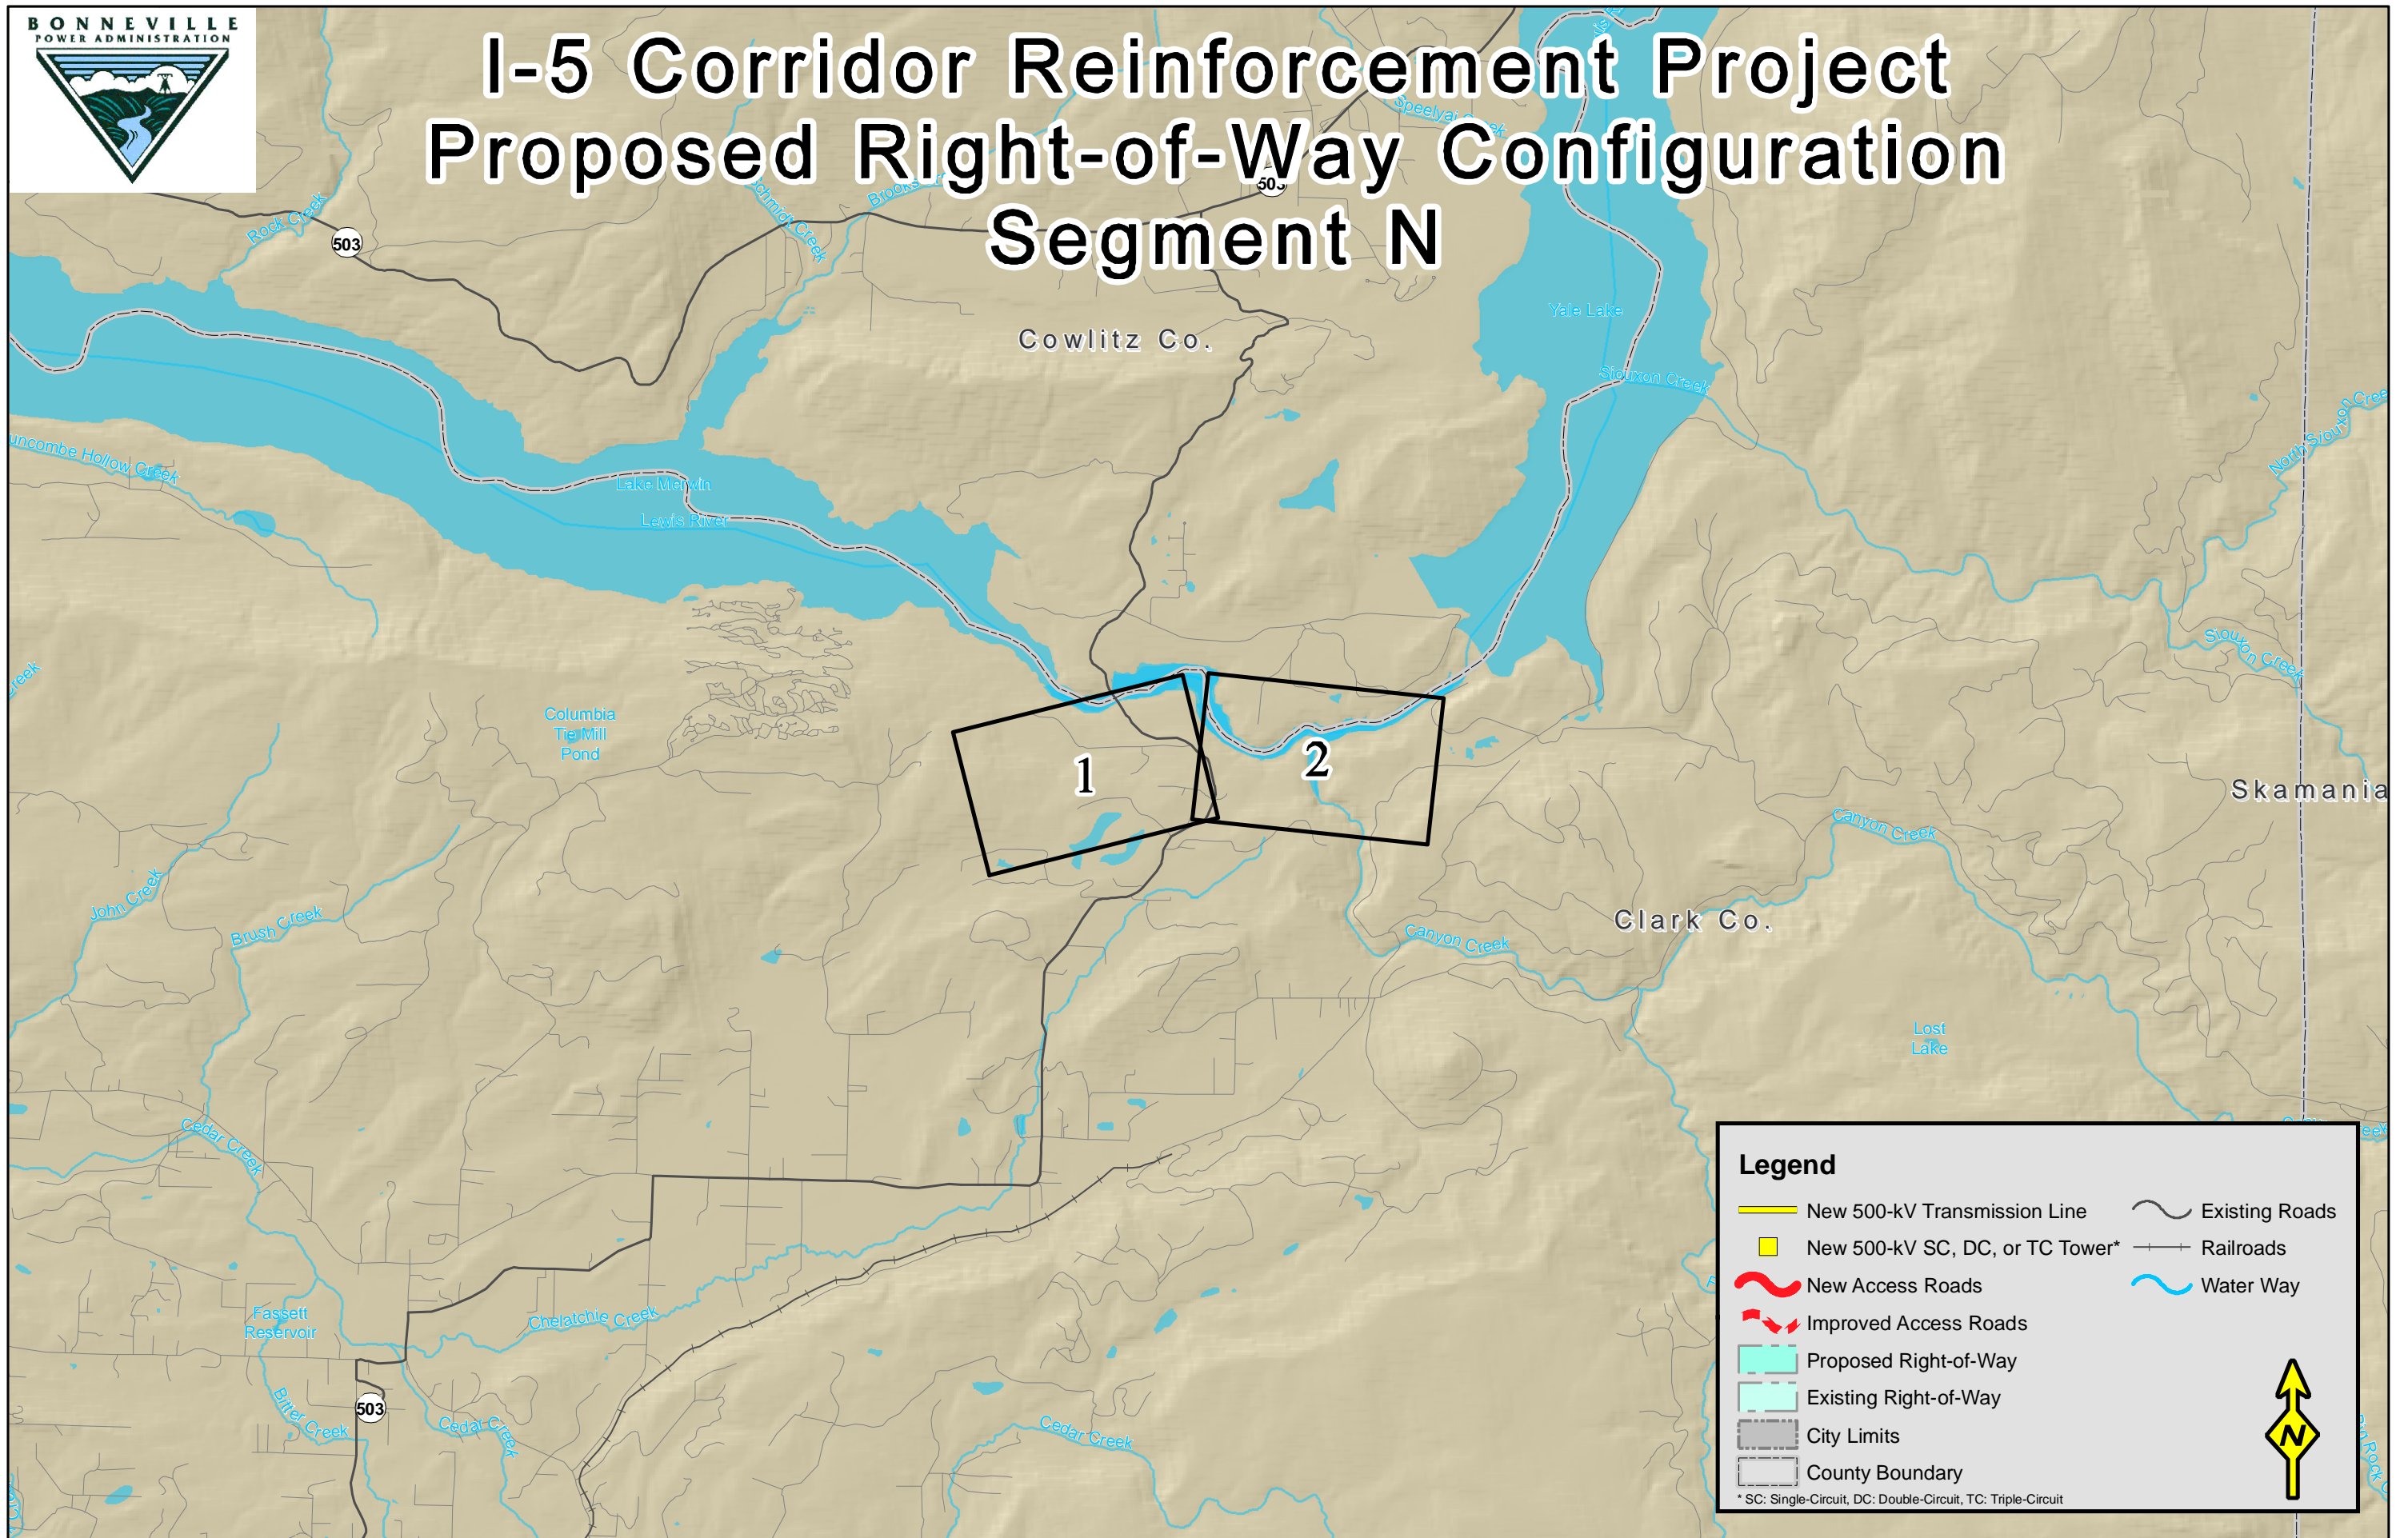 BONNEVILLE
POWER ADMINISTRATION
I-5 Corridor Reinforcement Project
Proposed Right-of-Way Configuration
Segment N
Speelyai Creek
503
Brooks
Schmidt Creek
Rock Creek
503
Yale Lake
Cowlitz Co.
Siouxon Creek
North Siouxon Creek
Duncombe Hollow Creek
Lake Merwin
Lewis River
Siouxon Creek
Creek
Columbia
Tie Mill
Pond
1
2
Skamania
Canyon Creek
John Creek
Brush Creek
Clark Co.
Canyon Creek
Lost
Lake
Cedar Creek
Fassett
Reservoir
Chelatchie Creek
503
Bitter Creek
Cedar Creek
Cedar Creek
Rock
Legend
New 500-kV Transmission Line
New 500-kV SC, DC, or TC Tower*
New Access Roads
Improved Access Roads
Proposed Right-of-Way
Existing Right-of-Way
City Limits
County Boundary
Existing Roads
Railroads
Water Way
N
* SC: Single-Circuit, DC: Double-Circuit, TC: Triple-Circuit